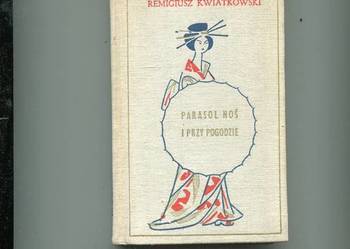 REMIGIUSZ KWIATKOWSKI
PARASOL NOŚ
I PRZY POGODZIE